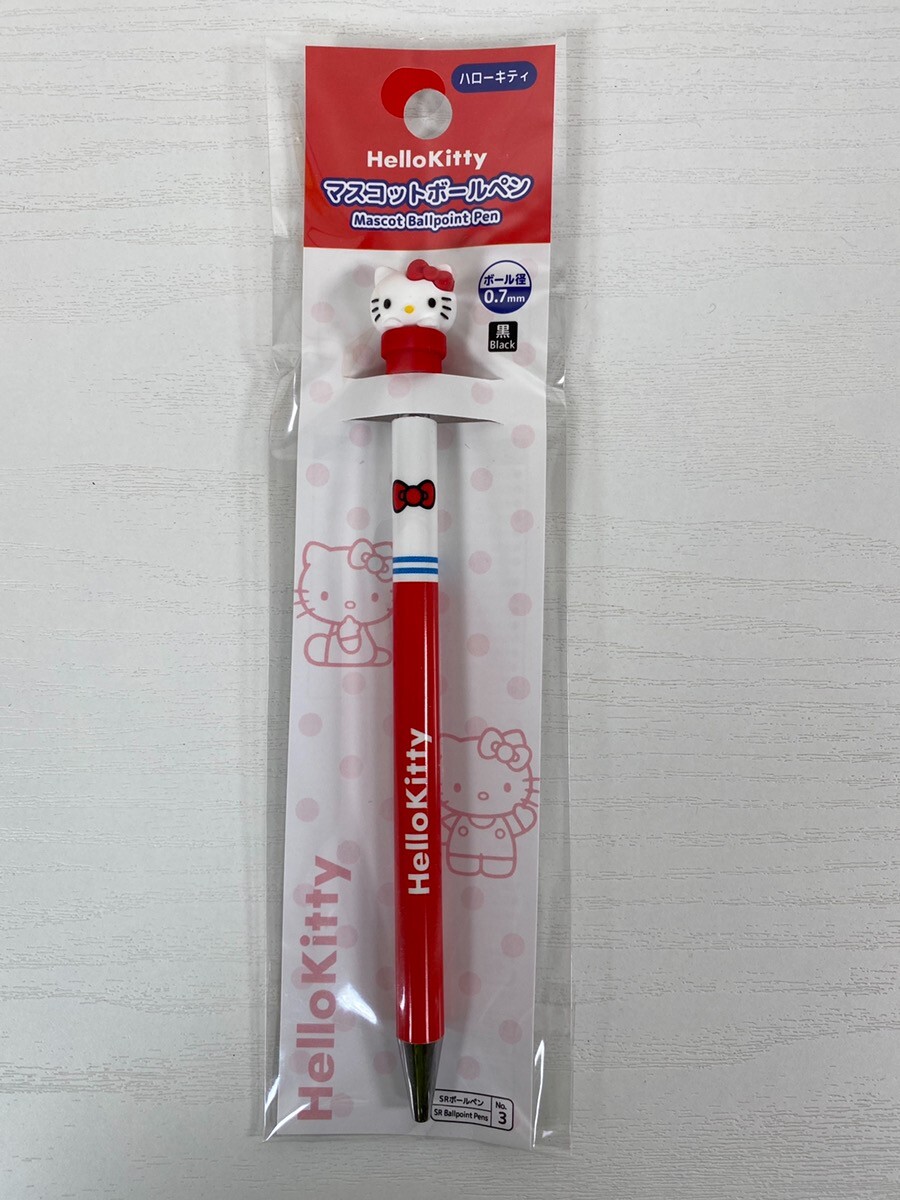 ハローキティ
HelloKitty
マスコットボールペン
Mascot Ballpoint Pen
ボール径
0.7mm
黒
Black
HelloKitty
HelloKitty
SRボールペン
SR Ballpoint Pens
No.
3